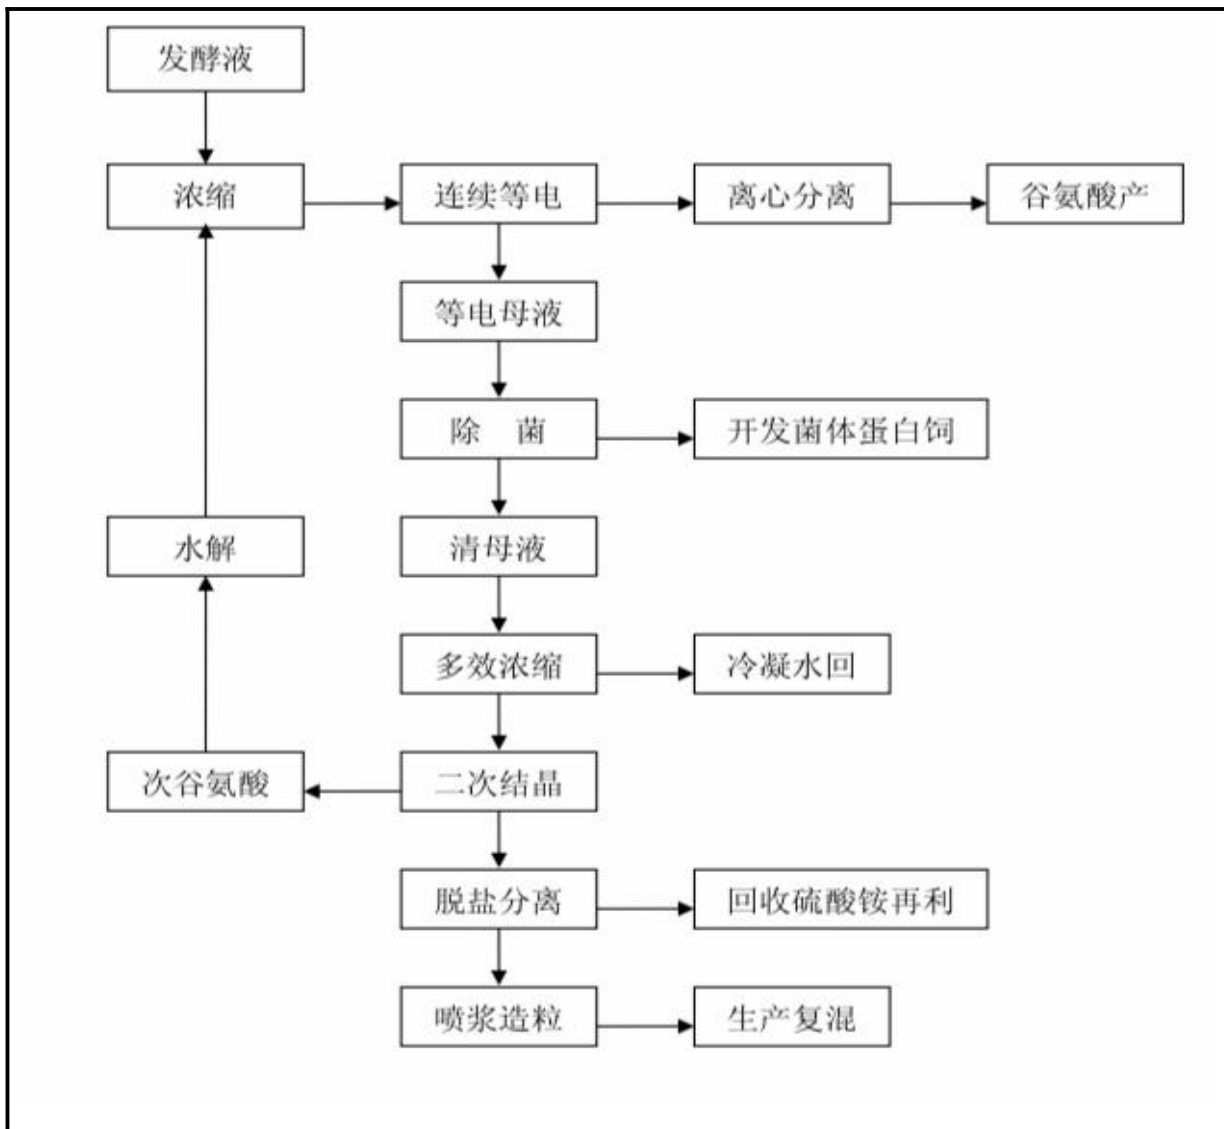 发酵液
浓缩
连续等电
离心分离
谷氨酸产
等电母液
除　菌
开发菌体蛋白饲
水解
清母液
多效浓缩
冷凝水回
次谷氨酸
二次结晶
脱盐分离
回收硫酸铵再利
喷浆造粒
生产复混